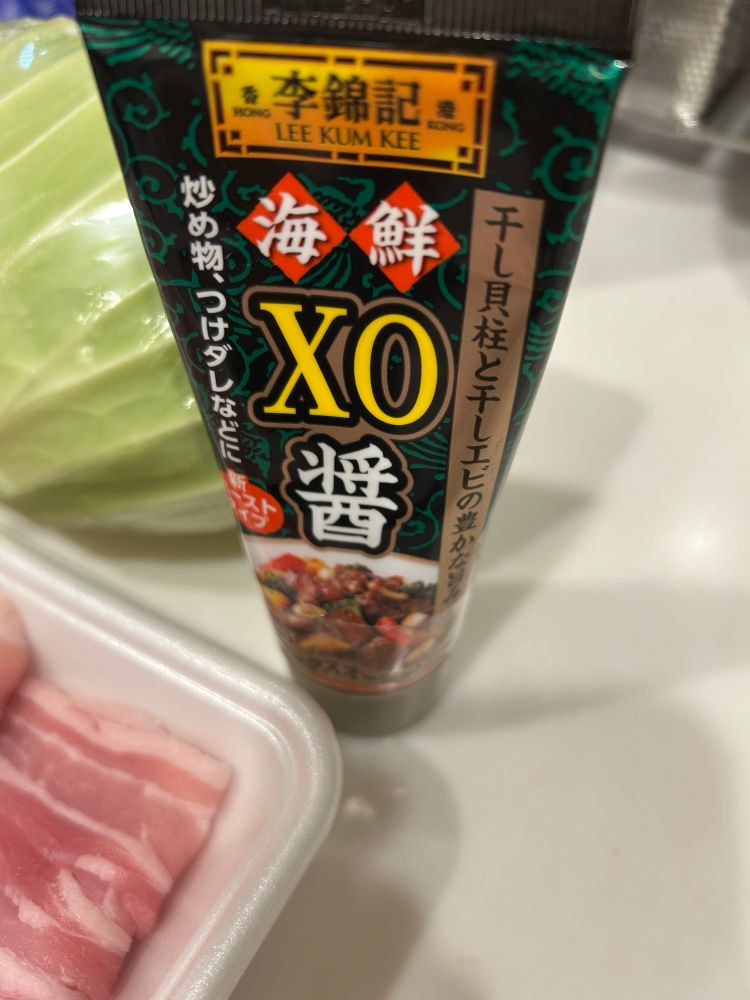 香 李錦記 港
HONG LEE KUM KEE KONG
海鮮
XO
醤
炒め物、つけダレなどに
干し貝柱と干しエビの豊かな旨み
新